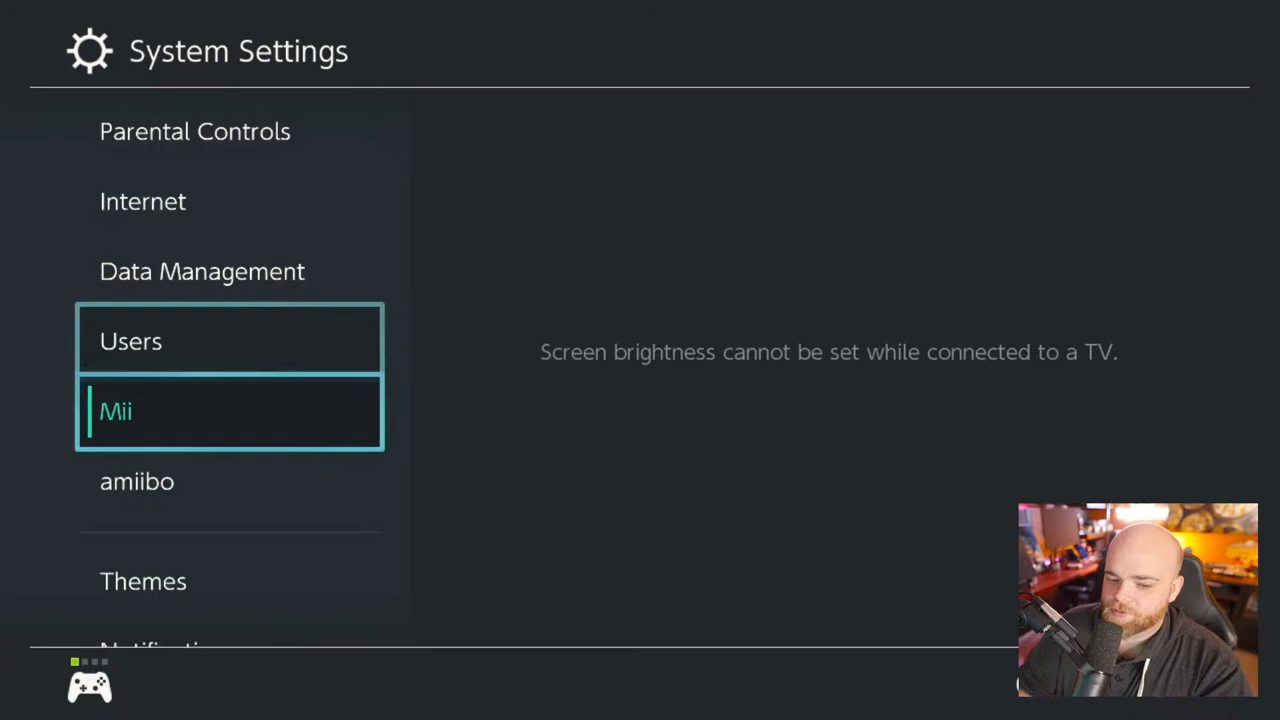 System Settings
Parental Controls
Internet
Data Management
Users
Mii
amiibo
Themes
Screen brightness cannot be set while connected to a TV.